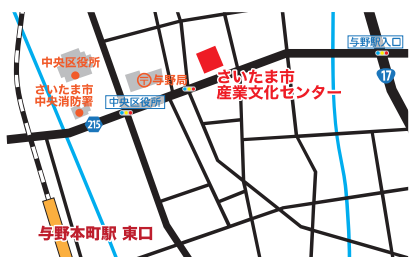 与野駅入口
中央区役所
与野局
17
さいたま市
産業文化センター
さいたま市
中央消防署
中央区役所
215
与野本町駅 東口